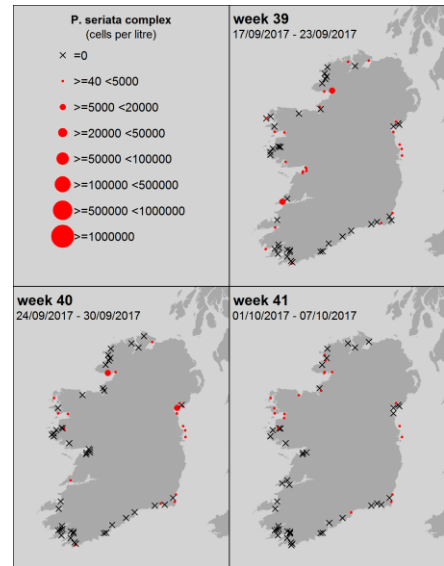 P. seriata complex
(cells per litre)
=0
>=40 <5000
>=5000 <20000
>=20000 <50000
>=50000 <100000
>=100000 <500000
>=500000 <1000000
>=1000000
week 39
17/09/2017 - 23/09/2017
week 40
24/09/2017 - 30/09/2017
week 41
01/10/2017 - 07/10/2017